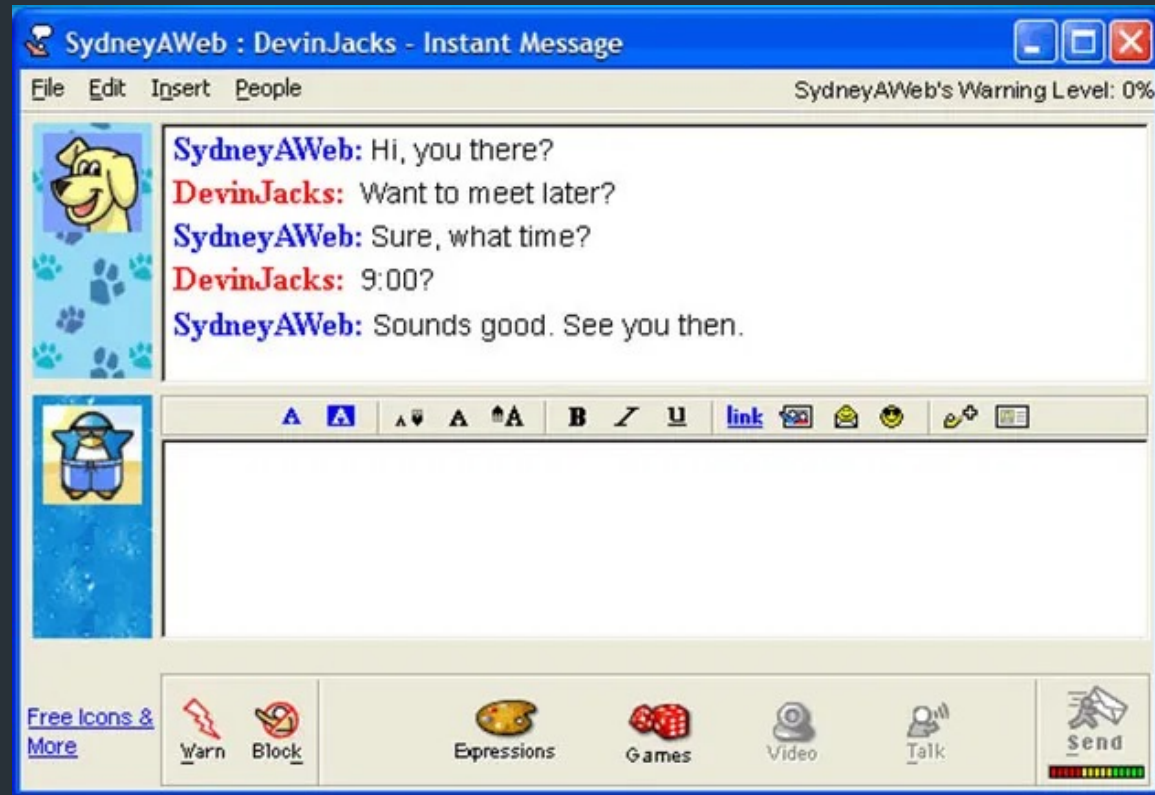 SydneyAWeb : DevinJacks - Instant Message
File Edit Insert People
SydneyAWeb's Warning Level: 0%
SydneyAWeb: Hi, you there?
DevinJacks: Want to meet later?
SydneyAWeb: Sure, what time?
DevinJacks: 9:00?
SydneyAWeb: Sounds good. See you then.
A A A A A B I U link
Free Icons &
More
Warn Block Expressions Games Video Talk Send